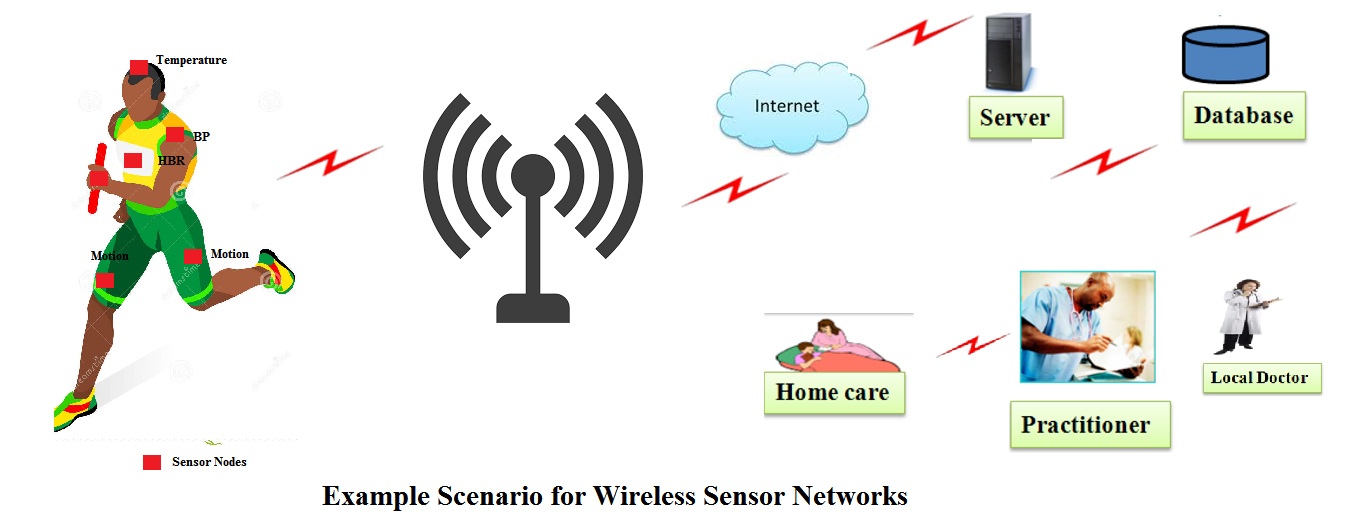 Temperature
BP
HBR
Motion
Motion
Sensor Nodes
Internet
Server
Database
Home care
Practitioner
Local Doctor
Example Scenario for Wireless Sensor Networks